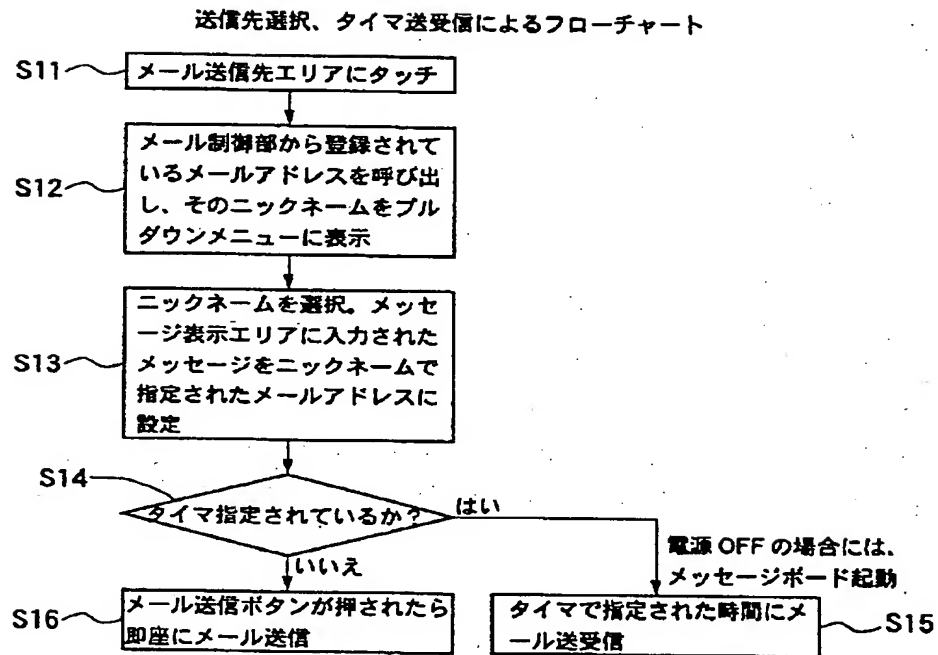 送信先選択、タイマ送受信によるフローチャート
S11
メール送信先エリアにタッチ
S12
メール制御部から登録されて
いるメールアドレスを呼び出
し、そのニックネームをプル
ダウンメニューに表示
S13
ニックネームを選択。メッセ
ージ表示エリアに入力された
メッセージをニックネームで
指定されたメールアドレスに
設定
S14
タイマ指定されているか？
はい
いいえ
電源 OFF の場合には、
メッセージボード起動
S16
メール送信ボタンが押されたら
即座にメール送信
タイマで指定された時間にメ
ール送受信
S15